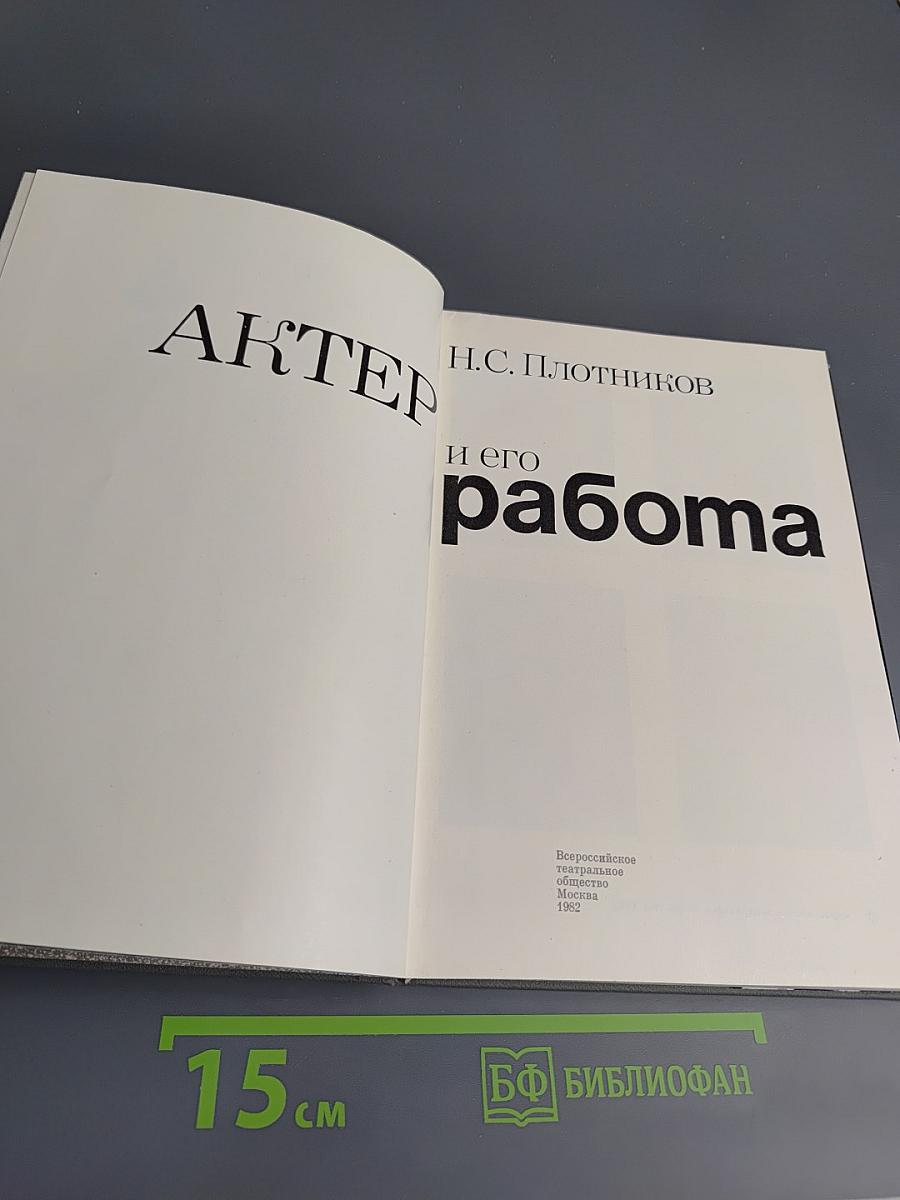 АКТЕР
Н.С. Плотников
и его
работа
Всероссийское
театральное
общество
Москва
1982
15 см
БФ БИБЛИОФАН